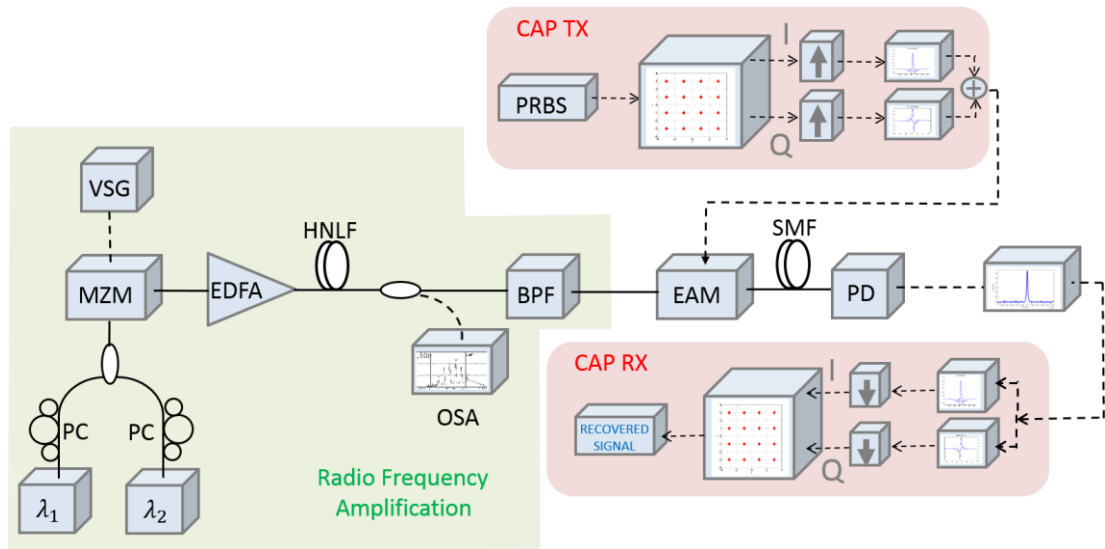 CAP TX
I
PRBS
Q
VSG
HNLF
SMF
MZM
EDFA
BPF
EAM
PD
OSA
CAP RX
I
PC
PC
RECOVERED
SIGNAL
Q
λ1
λ2
Radio Frequency
Amplification